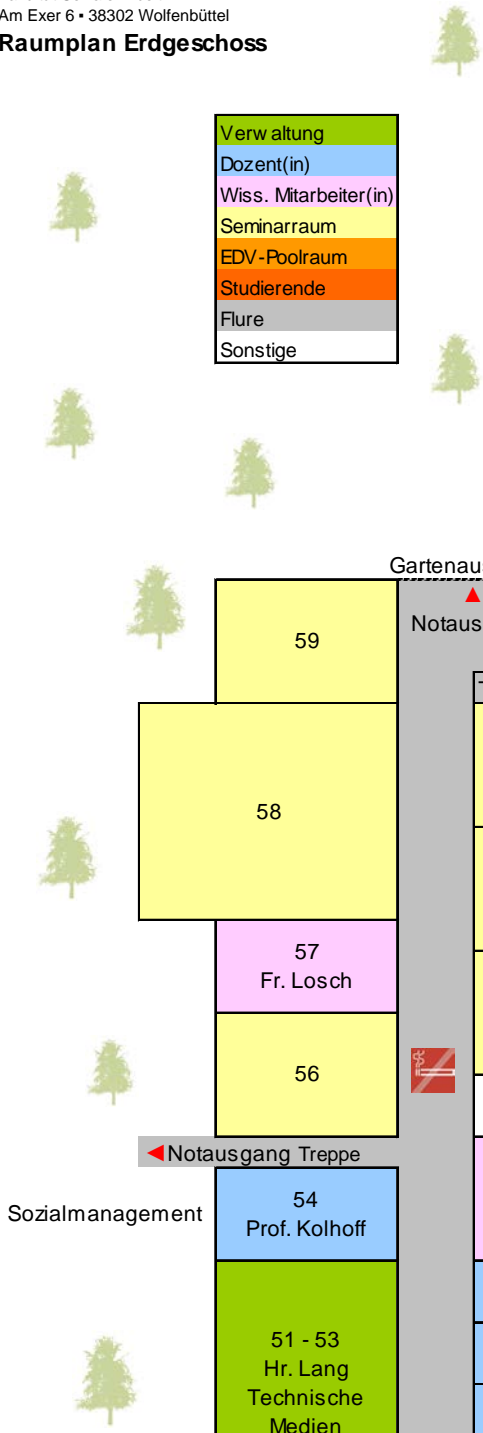 Am Exer 6 ▪ 38302 Wolfenbüttel
Raumplan Erdgeschoss
Verwaltung
Dozent(in)
Wiss. Mitarbeiter(in)
Seminarraum
EDV-Poolraum
Studierende
Flure
Sonstige
Gartenau
Notaus
59
58
57
Fr. Losch
56
Notausgang Treppe
Sozialmanagement
54
Prof. Kolhoff
51 - 53
Hr. Lang
Technische
Medien